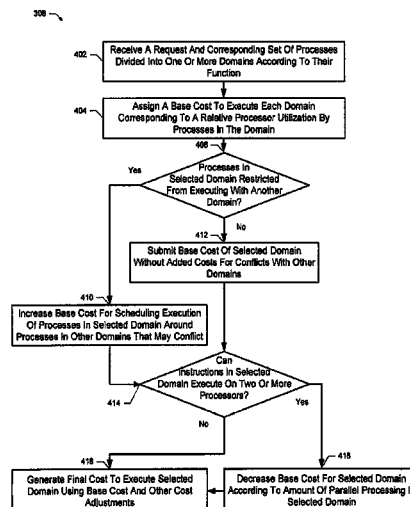 308
402
Receive A Request And Corresponding Set Of Processes
Divided Into One Or More Domains According To Their
Function
404
Assign A Base Cost To Execute Each Domain
Corresponding To A Relative Processor Utilization By
Processes In The Domain
406
Processes In
Selected Domain Restricted
From Executing With Another
Domain?
Yes
No
412
Submit Base Cost Of Selected Domain
Without Added Costs For Conflicts With Other
Domains
410
Increase Base Cost For Scheduling Execution
Of Processes In Selected Domain Around
Processes In Other Domains That May Conflict
Can
Instructions In Selected
Domain Execute On Two Or More
Processors?
414
Yes
No
418
Generate Final Cost To Execute Selected
Domain Using Base Cost And Other Cost
Adjustments
416
Decrease Base Cost For Selected Domain
According To Amount Of Parallel Processing I
Selected Domain